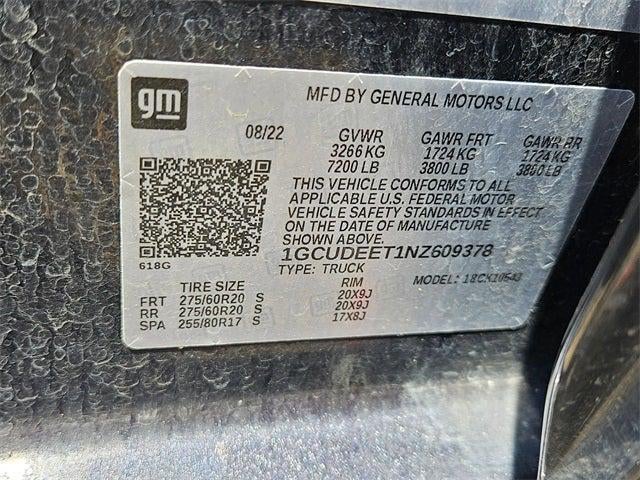 gm
MFD BY GENERAL MOTORS LLC
08/22 GVWR GAWR FRT GAWR RR
3266 KG 1724 KG 1724 KG
7200 LB 3800 LB 3800 LB
THIS VEHICLE CONFORMS TO ALL
APPLICABLE U.S. FEDERAL MOTOR
VEHICLE SAFETY STANDARDS IN EFFECT
ON THE DATE OF MANUFACTURE
SHOWN ABOVE.
618G
1GCUDEET1NZ609378
TYPE: TRUCK MODEL: 18CK10543
TIRE SIZE RIM
FRT 275/60R20 S 20X9J
RR 275/60R20 S 20X9J
SPA 255/80R17 S 17X8J